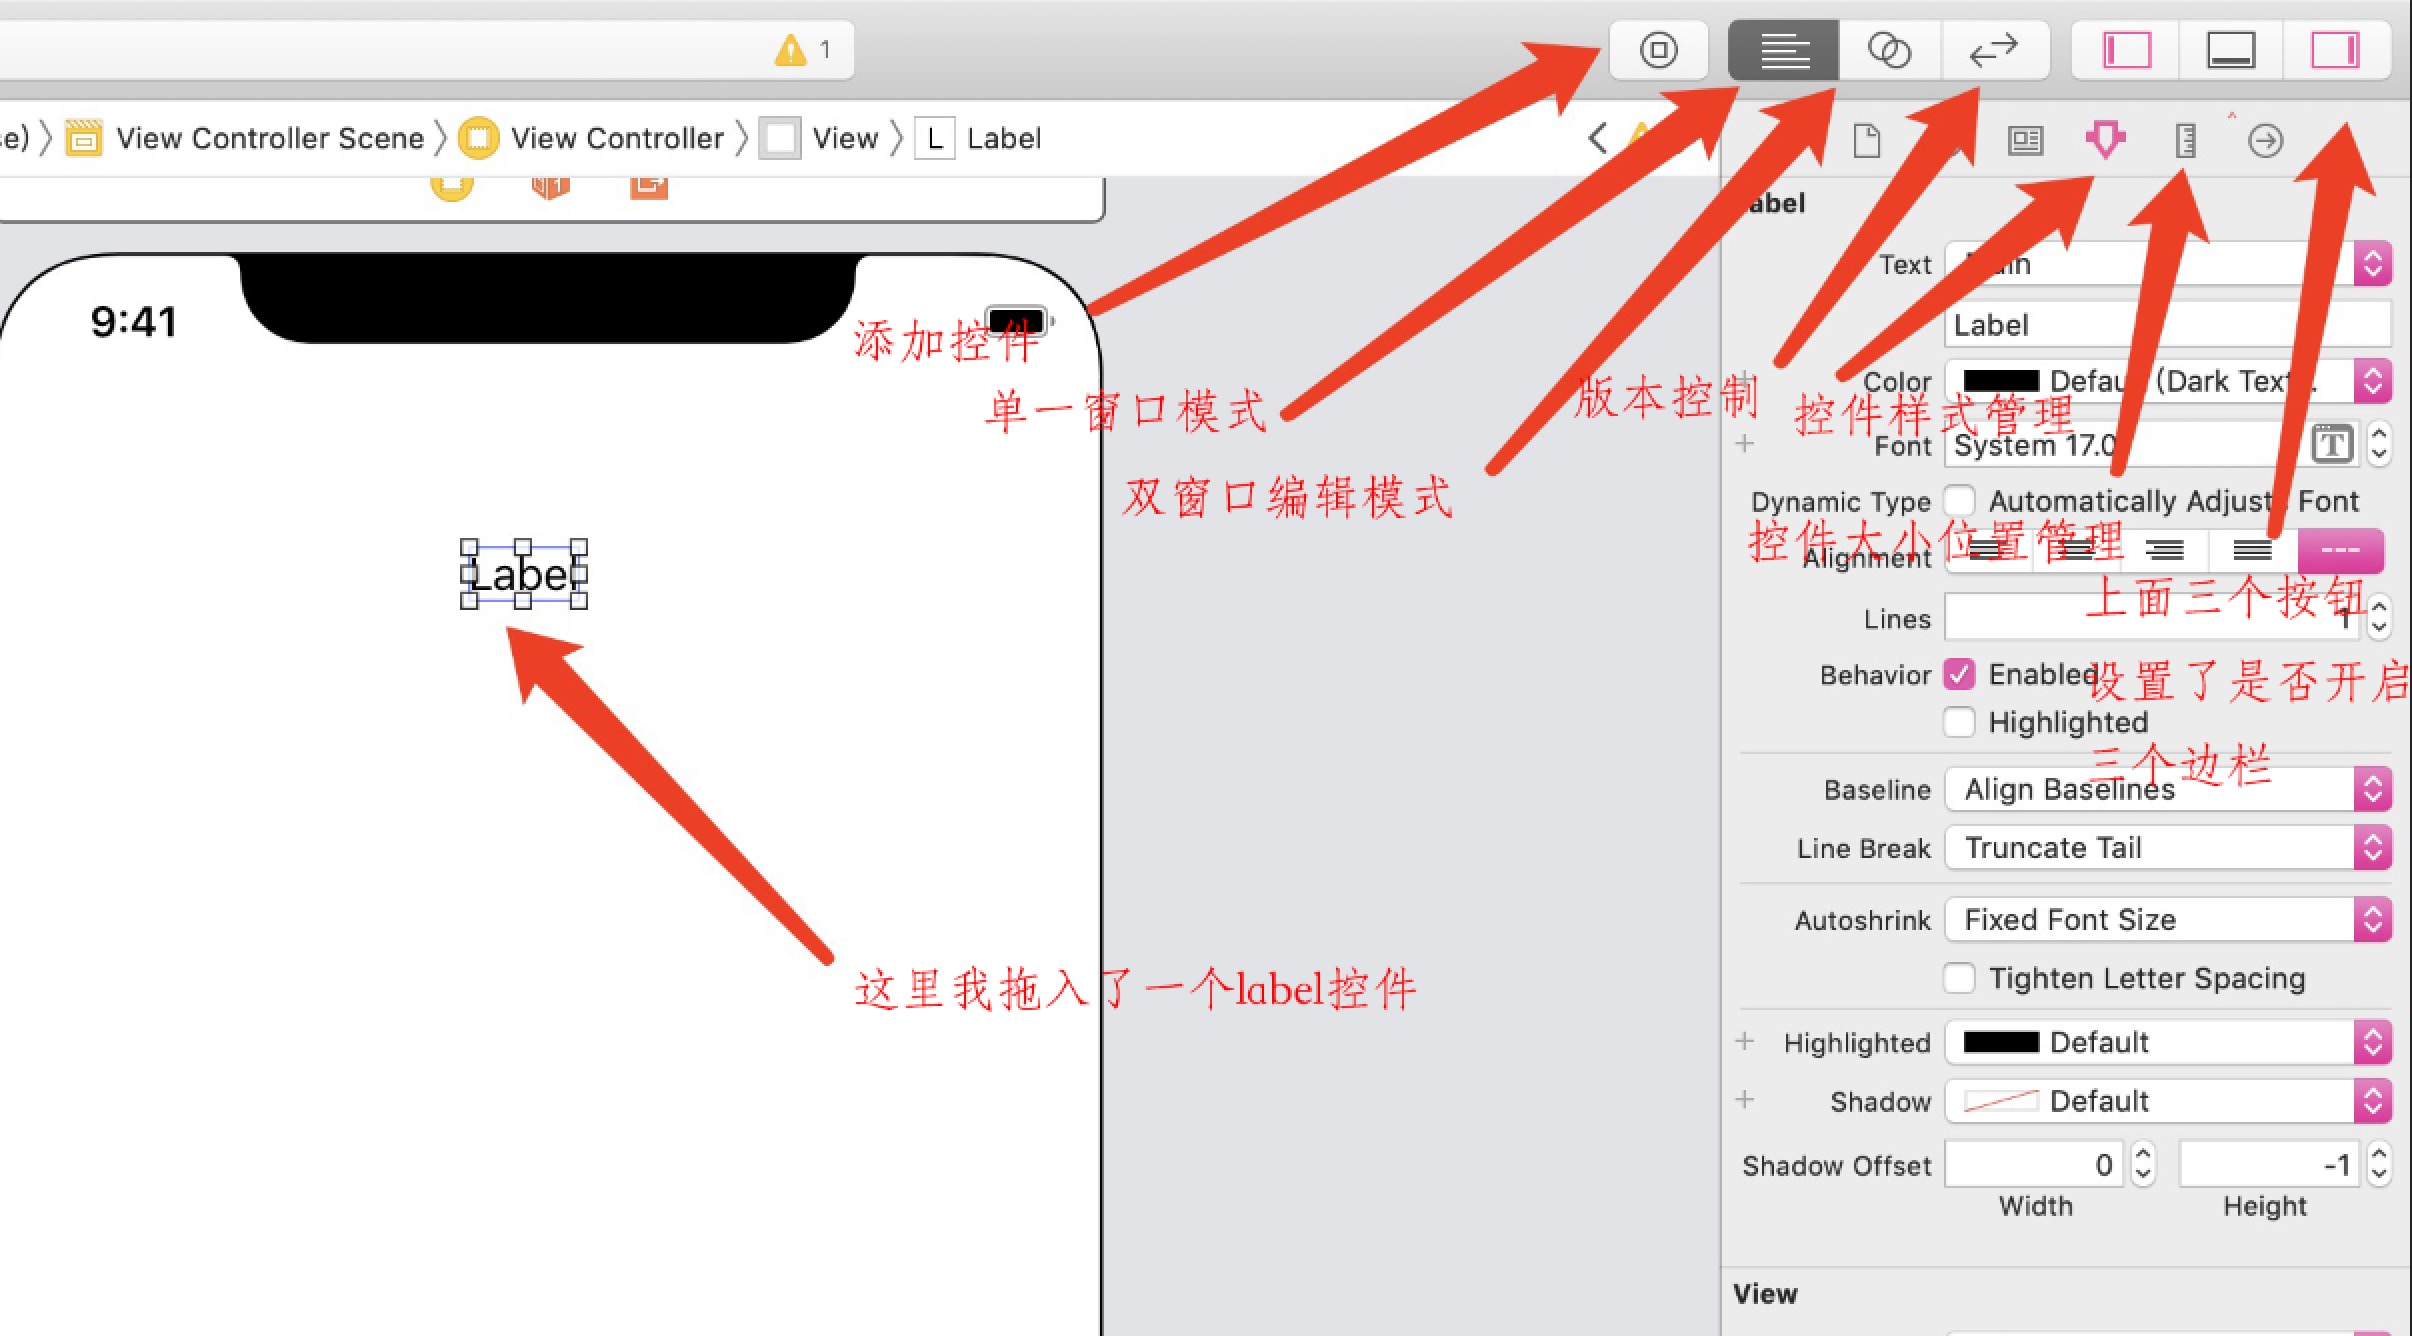 1
se) 〉 View Controller Scene 〉 View Controller 〉 View 〉 L Label
9:41
添加控件
单一窗口模式
双窗口编辑模式
版本控制
控件样式管理
控件大小位置管理
上面三个按钮
设置了是否开启
三个边栏
Label
这里我拖入了一个label控件
Label
Text Plain
Label
Color Default (Dark Text...
+ Font System 17.0 T
Dynamic Type Automatically Adjusts Font
Alignment ---
Lines 1
Behavior Enabled
Highlighted
Baseline Align Baselines
Line Break Truncate Tail
Autoshrink Fixed Font Size
Tighten Letter Spacing
+ Highlighted Default
+ Shadow Default
Shadow Offset 0 -1
Width Height
View